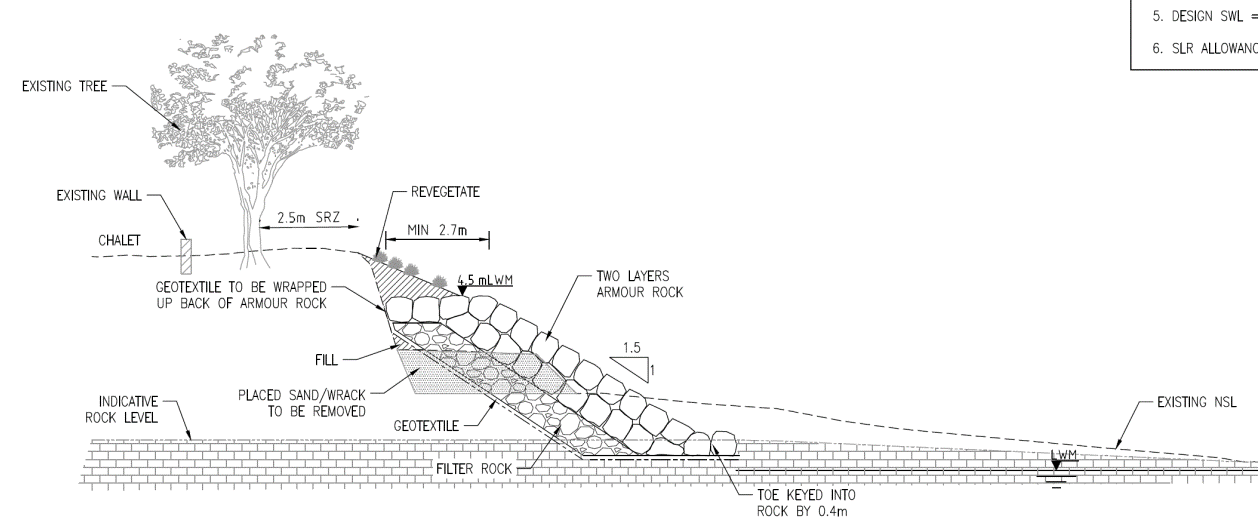 5. DESIGN SWL =
6. SLR ALLOWANC
EXISTING TREE
EXISTING WALL
REVEGETATE
2.5m SRZ
MIN 2.7m
CHALET
4.5 mLWM
TWO LAYERS
ARMOUR ROCK
GEOTEXTILE TO BE WRAPPED
UP BACK OF ARMOUR ROCK
1.5
1
FILL
PLACED SAND/WRACK
TO BE REMOVED
INDICATIVE
ROCK LEVEL
EXISTING NSL
GEOTEXTILE
LWM
FILTER ROCK
TOE KEYED INTO
ROCK BY 0.4m